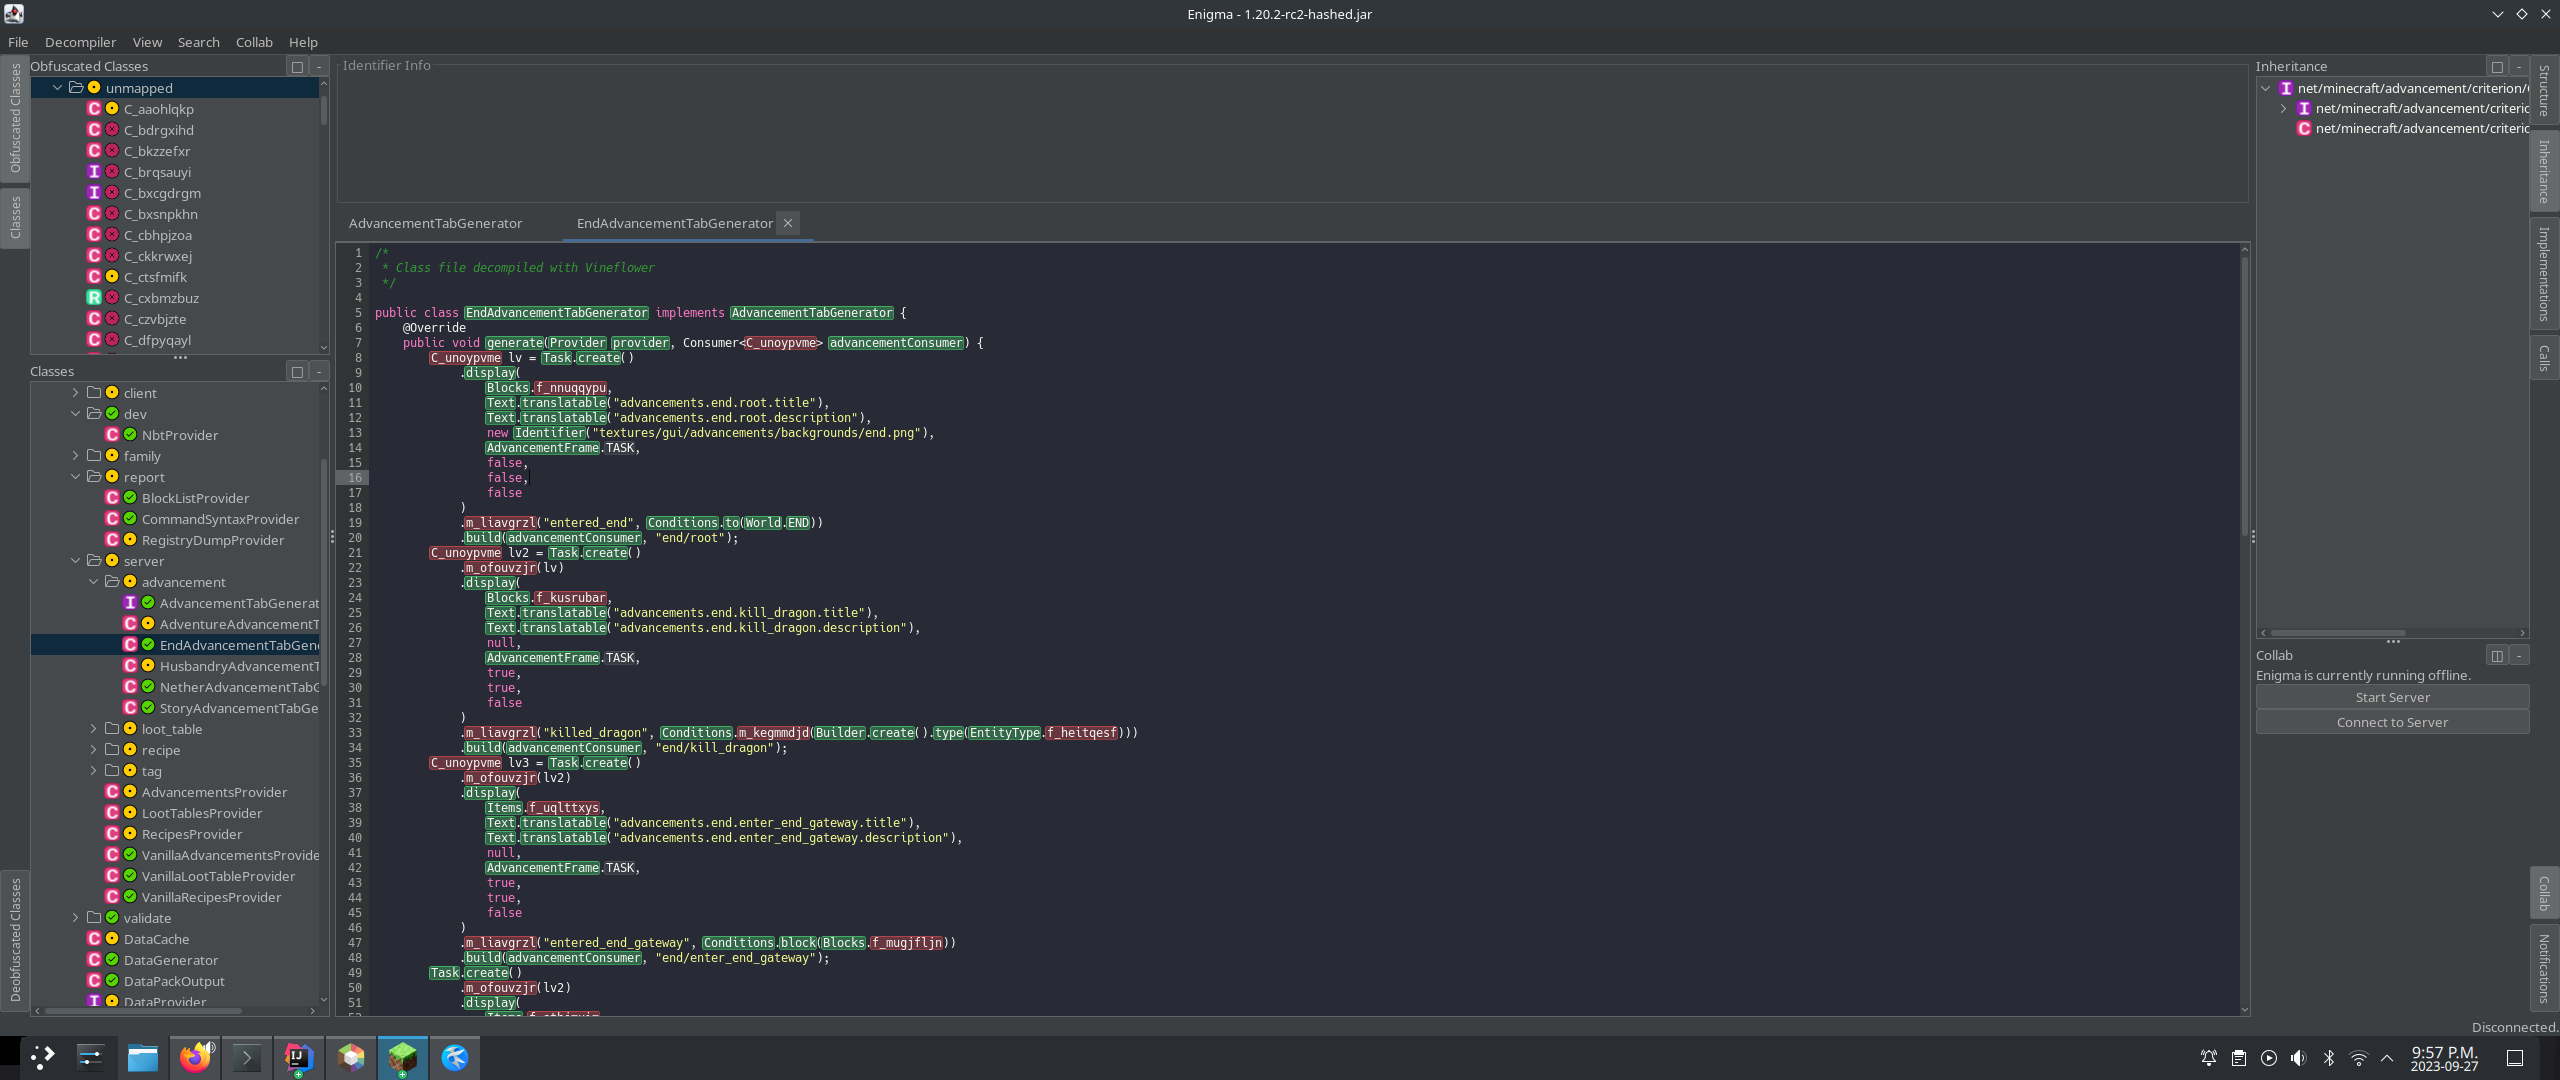 Enigma - 1.20.2-rc2-hashed.jar
File Decompiler View Search Collab Help
Obfuscated Classes
Classes
Deobfuscated Classes
Obfuscated Classes
unmapped
C_aaohlqkp
C_bdrgxihd
C_bkzzefxr
C_brqsauyi
C_bxcgdrgm
C_bxsnpkhn
C_cbhpjzoa
C_ckkrwxej
C_ctsfmifk
C_cxbmzbuz
C_czvbjzte
C_dfpyqayl
Classes
client
dev
NbtProvider
family
report
BlockListProvider
CommandSyntaxProvider
RegistryDumpProvider
server
advancement
AdvancementTabGenerat
AdventureAdvancementT
EndAdvancementTabGen
HusbandryAdvancementT
NetherAdvancementTabG
StoryAdvancementTabGe
loot_table
recipe
tag
AdvancementsProvider
LootTablesProvider
RecipesProvider
VanillaAdvancementsProvide
VanillaLootTableProvider
VanillaRecipesProvider
validate
DataCache
DataGenerator
DataPackOutput
DataProvider
Identifier Info
AdvancementTabGenerator EndAdvancementTabGenerator
1 /*
2 * Class file decompiled with Vineflower
3 */
4
5 public class EndAdvancementTabGenerator implements AdvancementTabGenerator {
6 @Override
7 public void generate(Provider provider, Consumer<C_unoypvme> advancementConsumer) {
8 C_unoypvme lv = Task.create()
9 .display(
10 Blocks.f_nnuqqypu,
11 Text.translatable("advancements.end.root.title"),
12 Text.translatable("advancements.end.root.description"),
13 new Identifier("textures/gui/advancements/backgrounds/end.png"),
14 AdvancementFrame.TASK,
15 false,
16 false,
17 false
18 )
19 .m_liavgrzl("entered_end", Conditions.to(World.END))
20 .build(advancementConsumer, "end/root");
21 C_unoypvme lv2 = Task.create()
22 .m_ofouvzjr(lv)
23 .display(
24 Blocks.f_kusrubar,
25 Text.translatable("advancements.end.kill_dragon.title"),
26 Text.translatable("advancements.end.kill_dragon.description"),
27 null,
28 AdvancementFrame.TASK,
29 true,
30 true,
31 false
32 )
33 .m_liavgrzl("killed_dragon", Conditions.m_kegmmdjd(Builder.create().type(EntityType.f_heitqesf)))
34 .build(advancementConsumer, "end/kill_dragon");
35 C_unoypvme lv3 = Task.create()
36 .m_ofouvzjr(lv2)
37 .display(
38 Items.f_uqlttxys,
39 Text.translatable("advancements.end.enter_end_gateway.title"),
40 Text.translatable("advancements.end.enter_end_gateway.description"),
41 null,
42 AdvancementFrame.TASK,
43 true,
44 true,
45 false
46 )
47 .m_liavgrzl("entered_end_gateway", Conditions.block(Blocks.f_mugjfljn))
48 .build(advancementConsumer, "end/enter_end_gateway");
49 Task.create()
50 .m_ofouvzjr(lv2)
51 .display(
Inheritance
net/minecraft/advancement/criterion/
net/minecraft/advancement/criteric
net/minecraft/advancement/criteric
Collab
Enigma is currently running offline.
Start Server
Connect to Server
Structure
Inheritance
Implementations
Calls
Collab
Notifications
Disconnected.
9:57 P.M.
2023-09-27